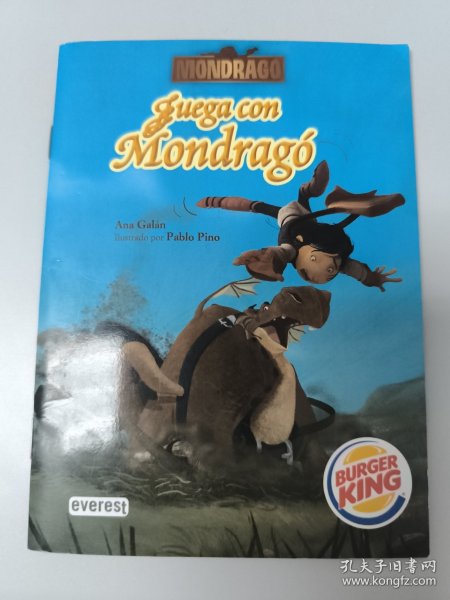 MONDRAGÓ
Juega con
Mondragó
Ana Galán
Ilustrado por Pablo Pino
everest
BURGER
KING
孔夫子旧书网
www.kongfz.com